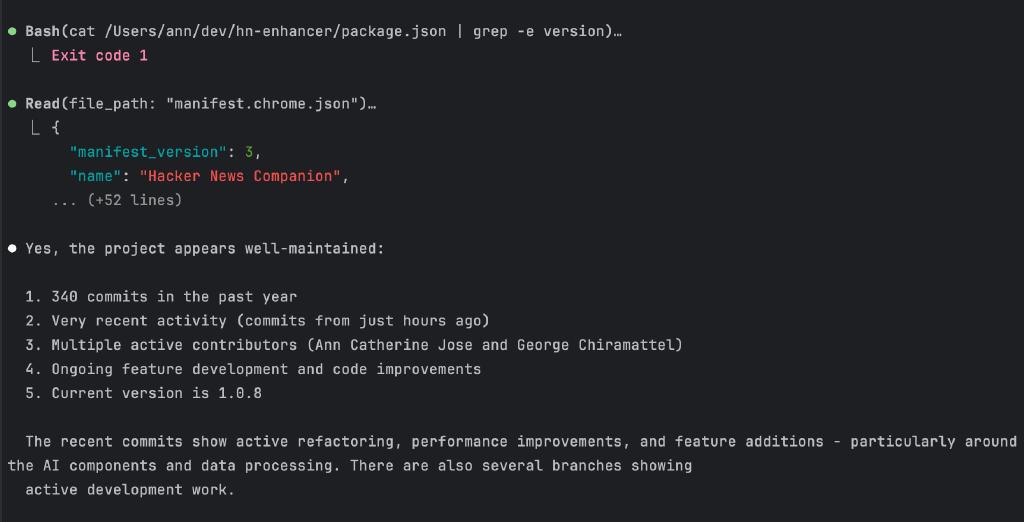 ● Bash(cat /Users/ann/dev/hn-enhancer/package.json | grep -e version)…
⎿ Exit code 1
● Read(file_path: "manifest.chrome.json")…
⎿ {
"manifest_version": 3,
"name": "Hacker News Companion",
... (+52 lines)
● Yes, the project appears well-maintained:
1. 340 commits in the past year
2. Very recent activity (commits from just hours ago)
3. Multiple active contributors (Ann Catherine Jose and George Chiramattel)
4. Ongoing feature development and code improvements
5. Current version is 1.0.8
The recent commits show active refactoring, performance improvements, and feature additions - particularly around
the AI components and data processing. There are also several branches showing
active development work.